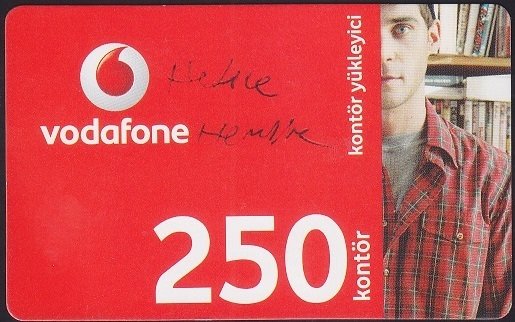 vodafone
kontör yükleyici
250
kontör